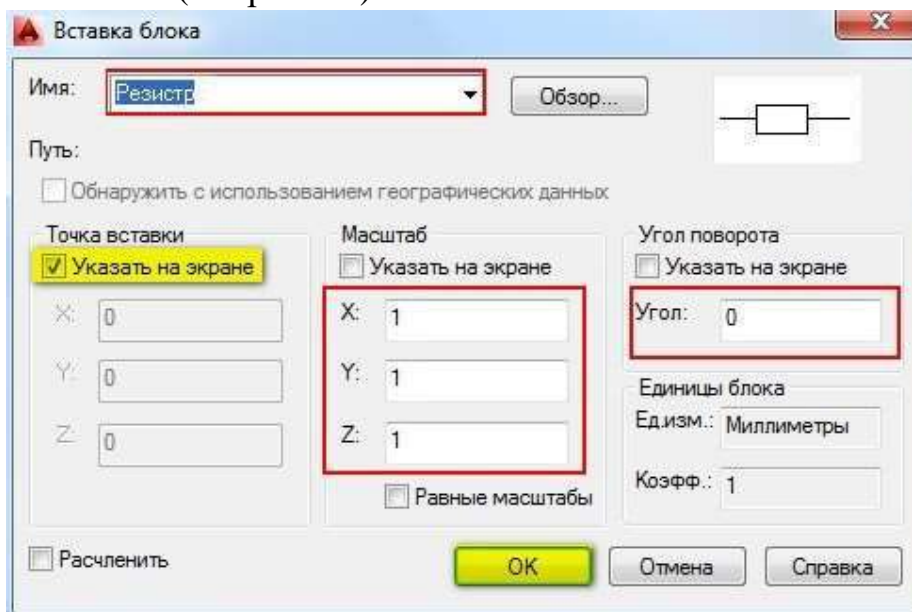 Вставка блока
Имя: Резистр Обзор...
Путь:
Обнаружить с использованием географических данных
Точка вставки Масштаб Угол поворота
Указать на экране Указать на экране Указать на экране
X: 0 X: 1 Угол: 0
Y: 0 Y: 1 Единицы блока
Ед.изм.: Миллиметры
Z: 0 Z: 1
Равные масштабы Коэфф.: 1
Расчленить OK Отмена Справка